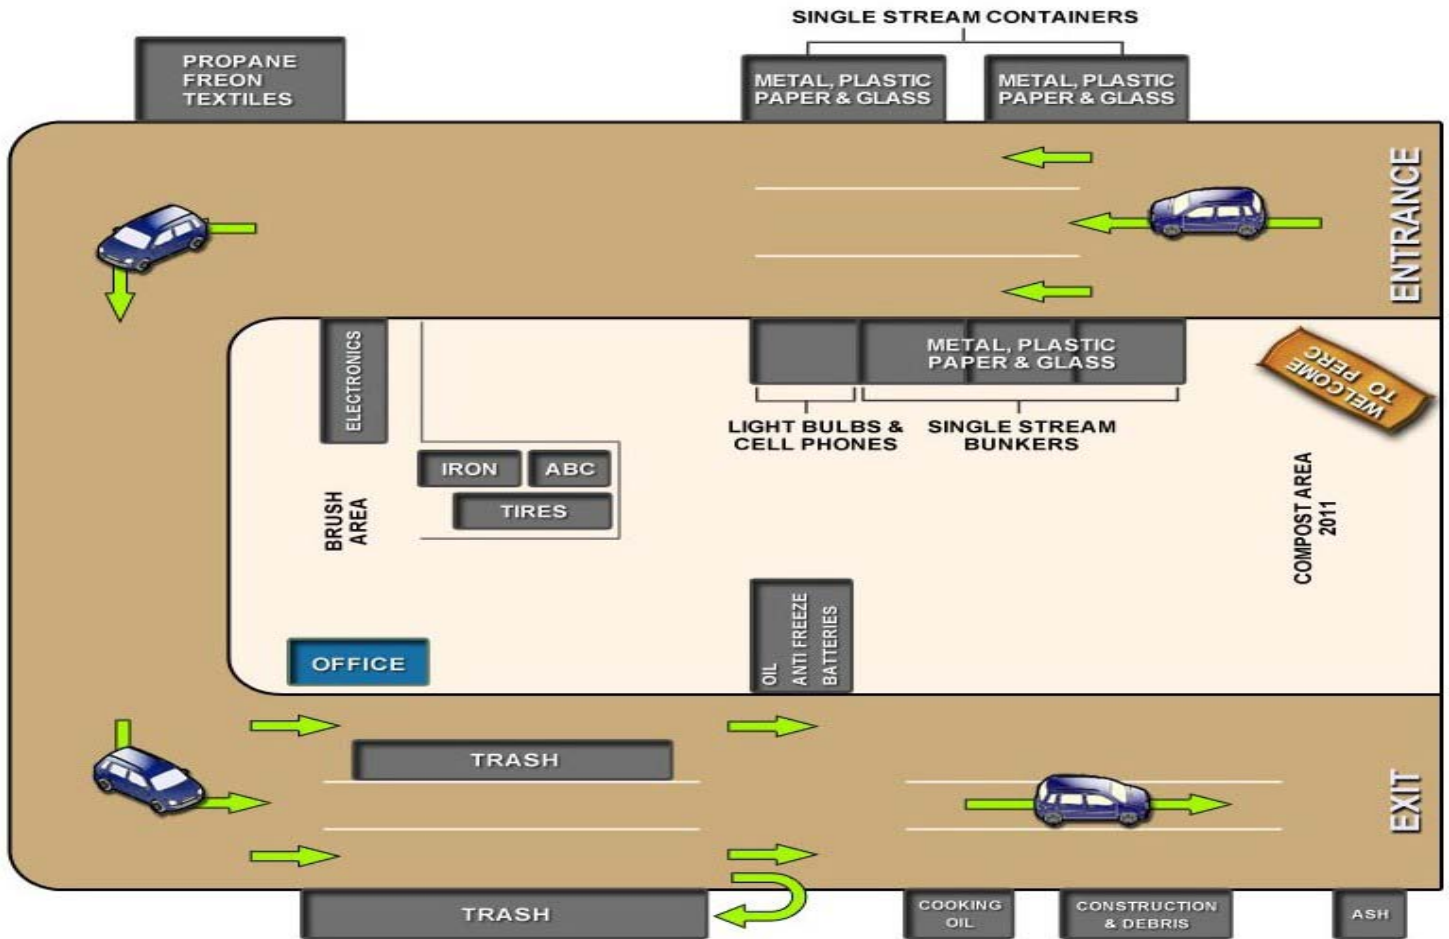 SINGLE STREAM CONTAINERS
PROPANE
FREON
TEXTILES
METAL, PLASTIC
PAPER & GLASS
METAL, PLASTIC
PAPER & GLASS
ENTRANCE
ELECTRONICS
METAL, PLASTIC
PAPER & GLASS
WELCOME
TO PERC
LIGHT BULBS &
CELL PHONES
SINGLE STREAM
BUNKERS
IRON
ABC
TIRES
BRUSH
AREA
COMPOST AREA
2011
OIL
ANTI FREEZE
BATTERIES
OFFICE
TRASH
EXIT
TRASH
COOKING
OIL
CONSTRUCTION
& DEBRIS
ASH